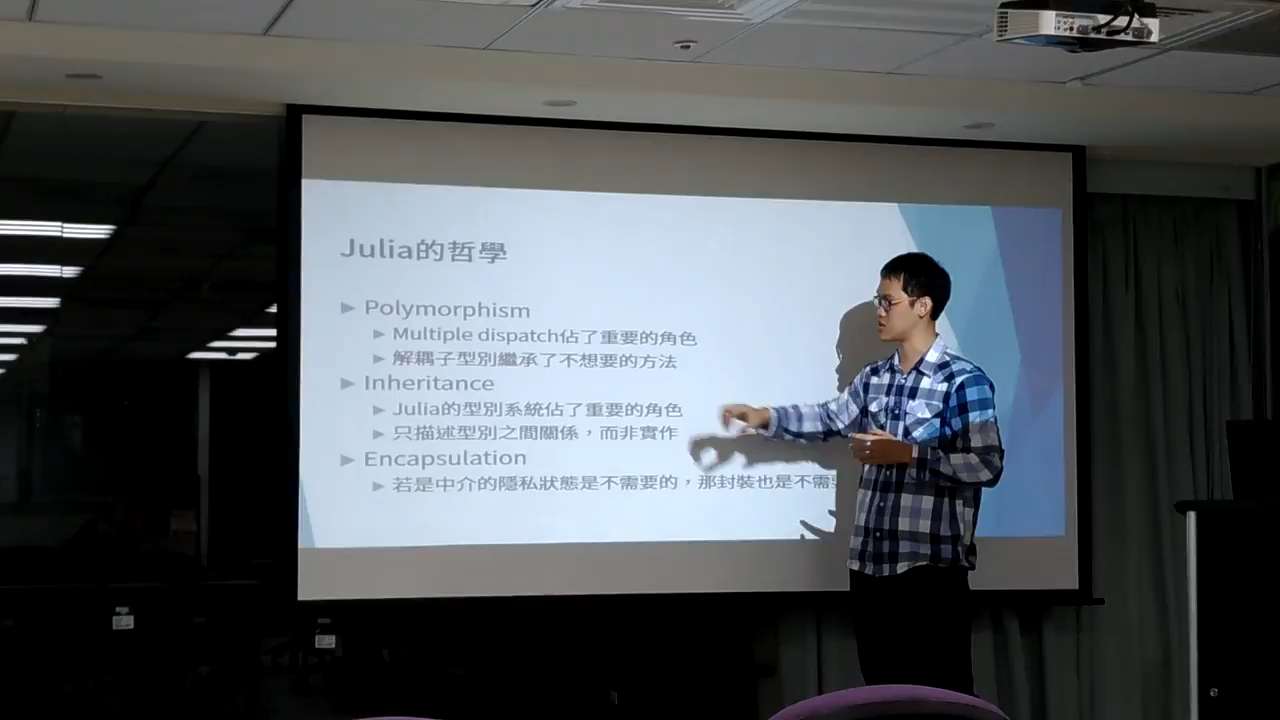 Julia的哲學
Polymorphism
Multiple dispatch佔了重要的角色
解耦子型別繼承了不想要的方法
Inheritance
Julia的型別系統佔了重要的角色
只描述型別之間關係，而非實作
Encapsulation
若是中介的隱私狀態是不需要的，那封裝也是不需